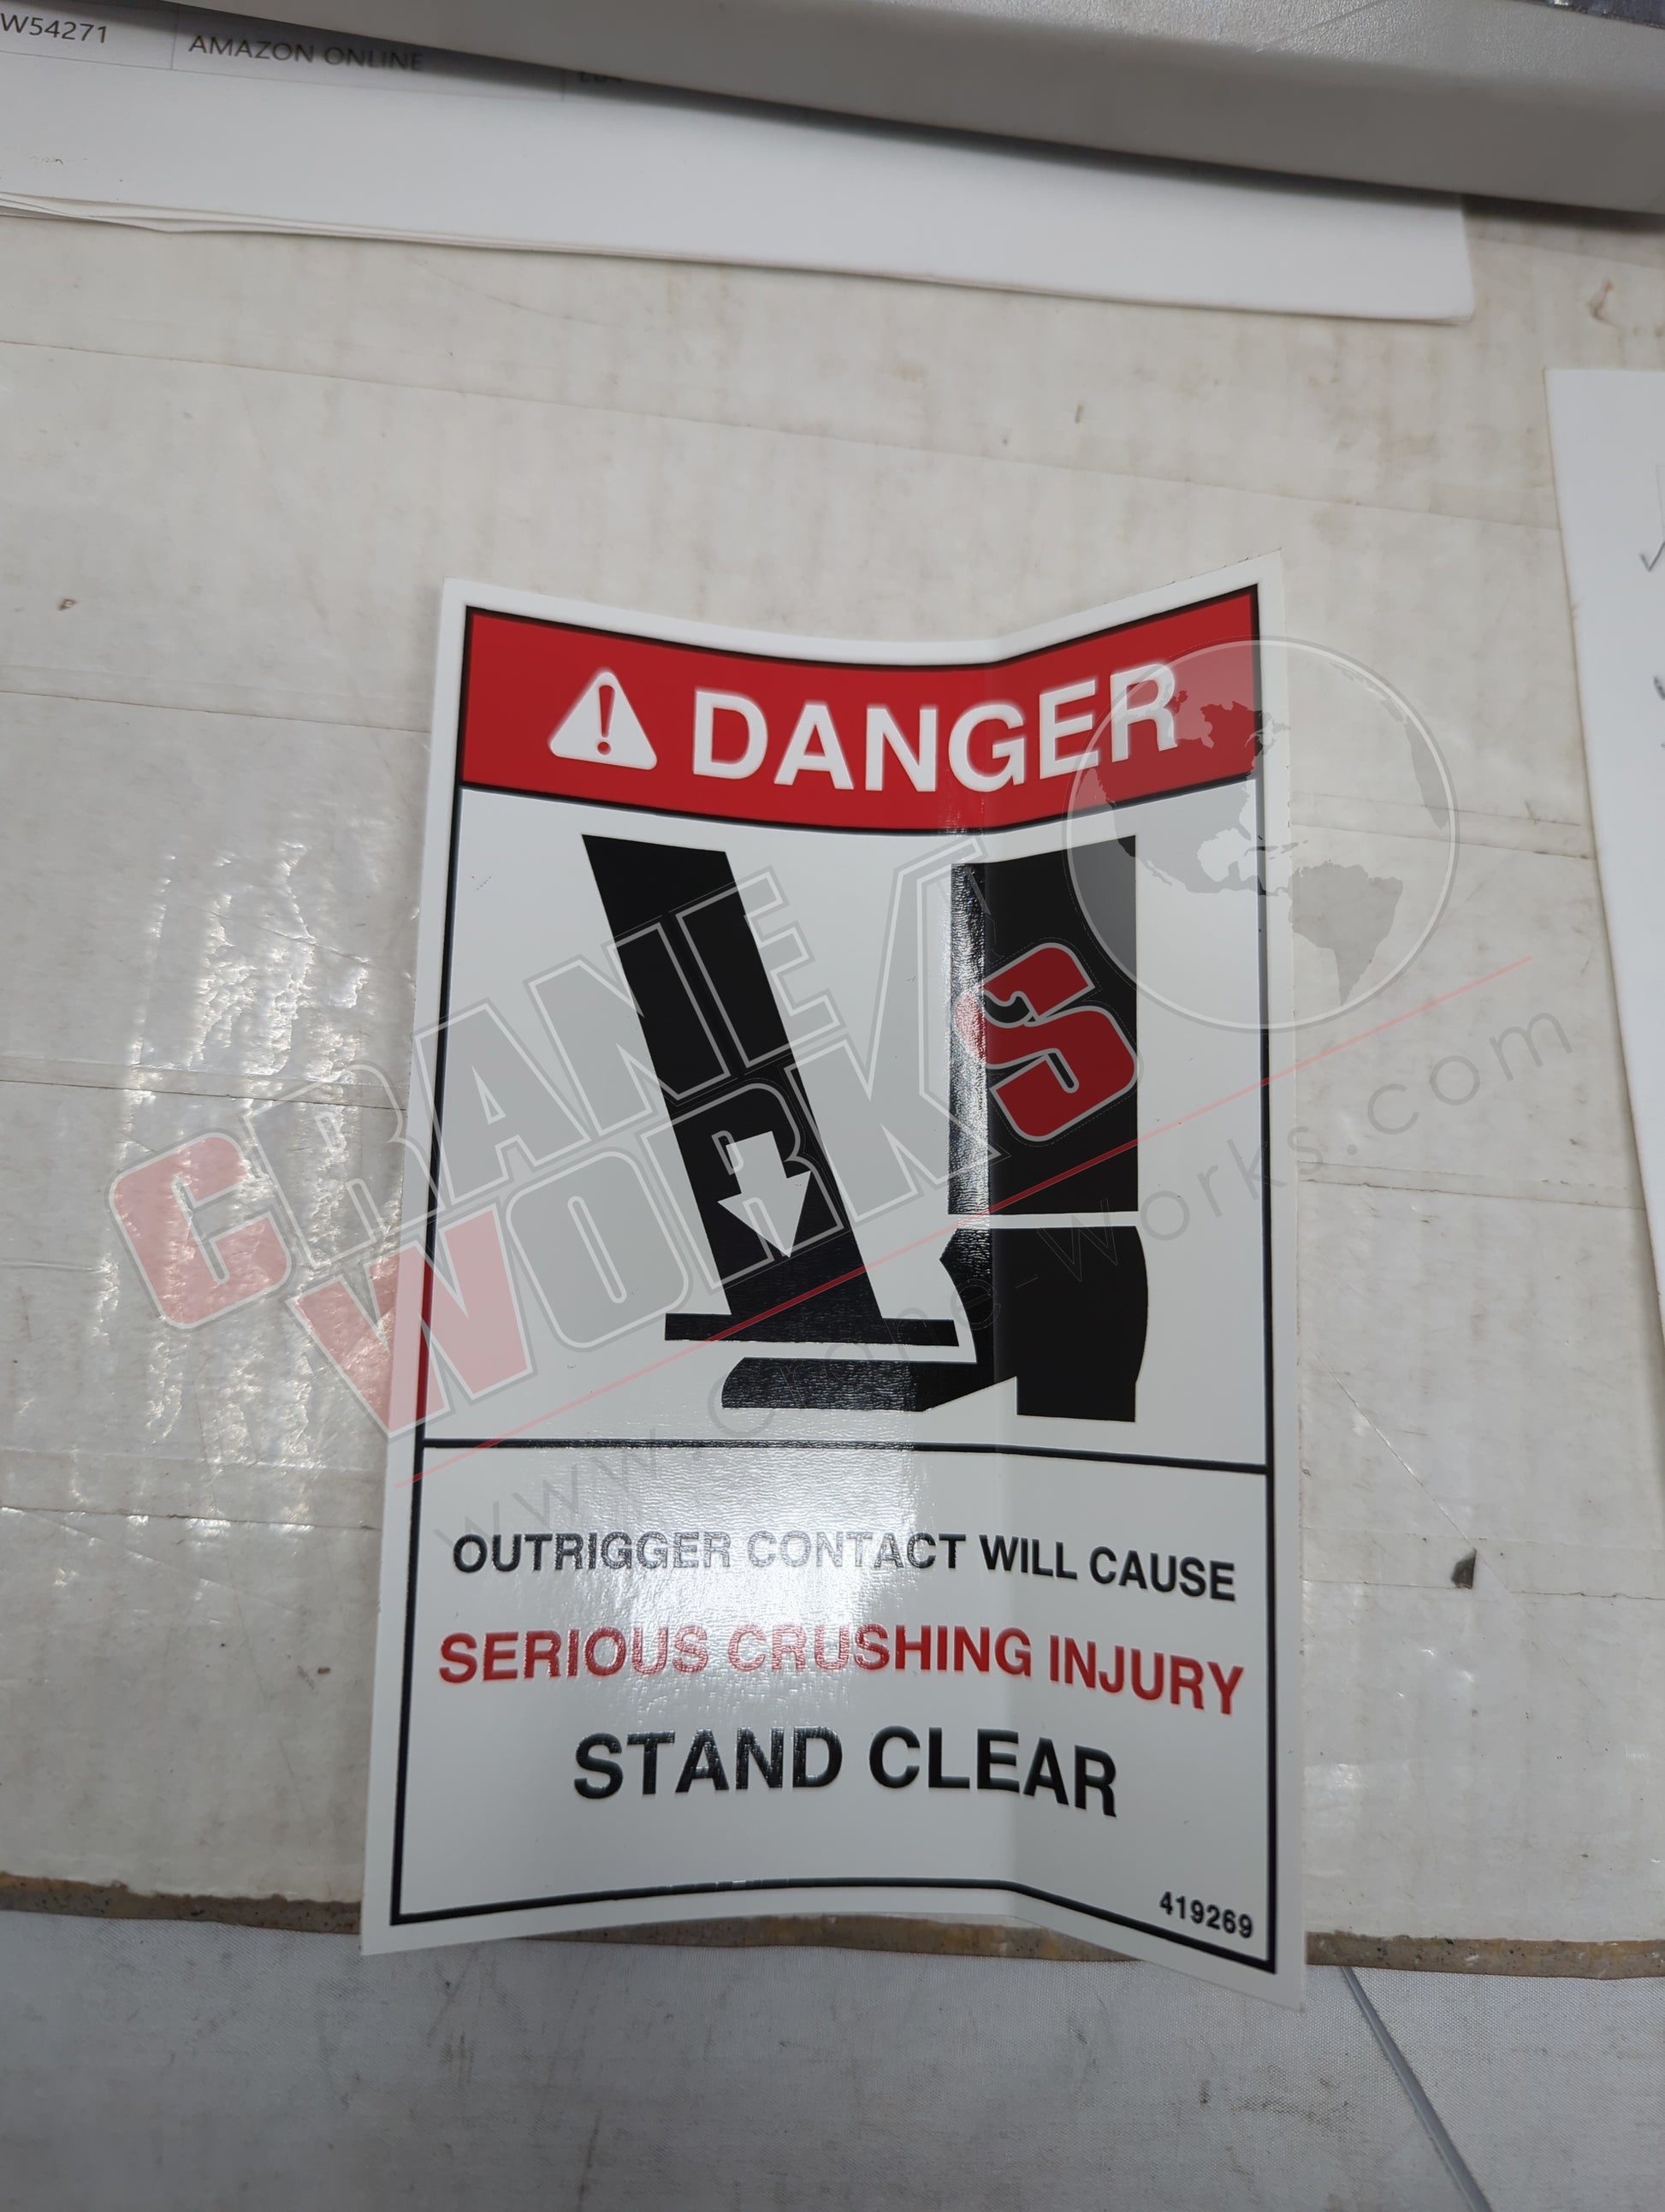 W54271
AMAZON ONLINE
DANGER
CRANE
WORKS
www.crane-works.com
OUTRIGGER CONTACT WILL CAUSE
SERIOUS CRUSHING INJURY
STAND CLEAR
419269